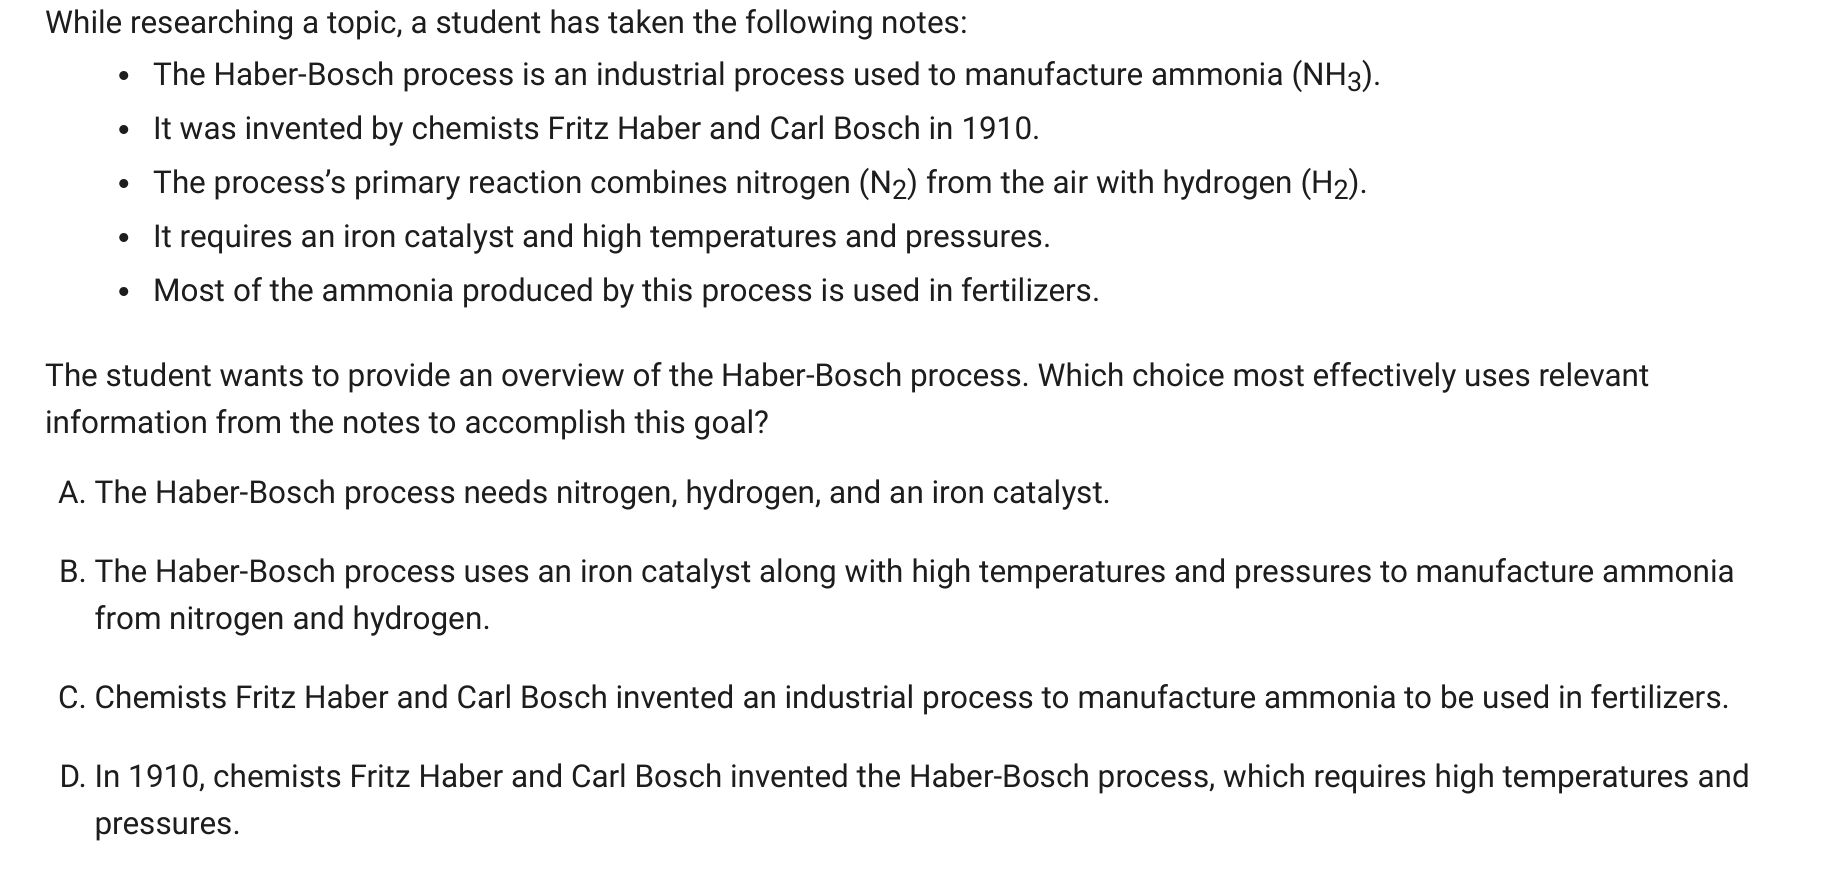 While researching a topic, a student has taken the following notes:
• The Haber-Bosch process is an industrial process used to manufacture ammonia (NH₃).
• It was invented by chemists Fritz Haber and Carl Bosch in 1910.
• The process’s primary reaction combines nitrogen (N₂) from the air with hydrogen (H₂).
• It requires an iron catalyst and high temperatures and pressures.
• Most of the ammonia produced by this process is used in fertilizers.
The student wants to provide an overview of the Haber-Bosch process. Which choice most effectively uses relevant
information from the notes to accomplish this goal?
A. The Haber-Bosch process needs nitrogen, hydrogen, and an iron catalyst.
B. The Haber-Bosch process uses an iron catalyst along with high temperatures and pressures to manufacture ammonia
from nitrogen and hydrogen.
C. Chemists Fritz Haber and Carl Bosch invented an industrial process to manufacture ammonia to be used in fertilizers.
D. In 1910, chemists Fritz Haber and Carl Bosch invented the Haber-Bosch process, which requires high temperatures and
pressures.